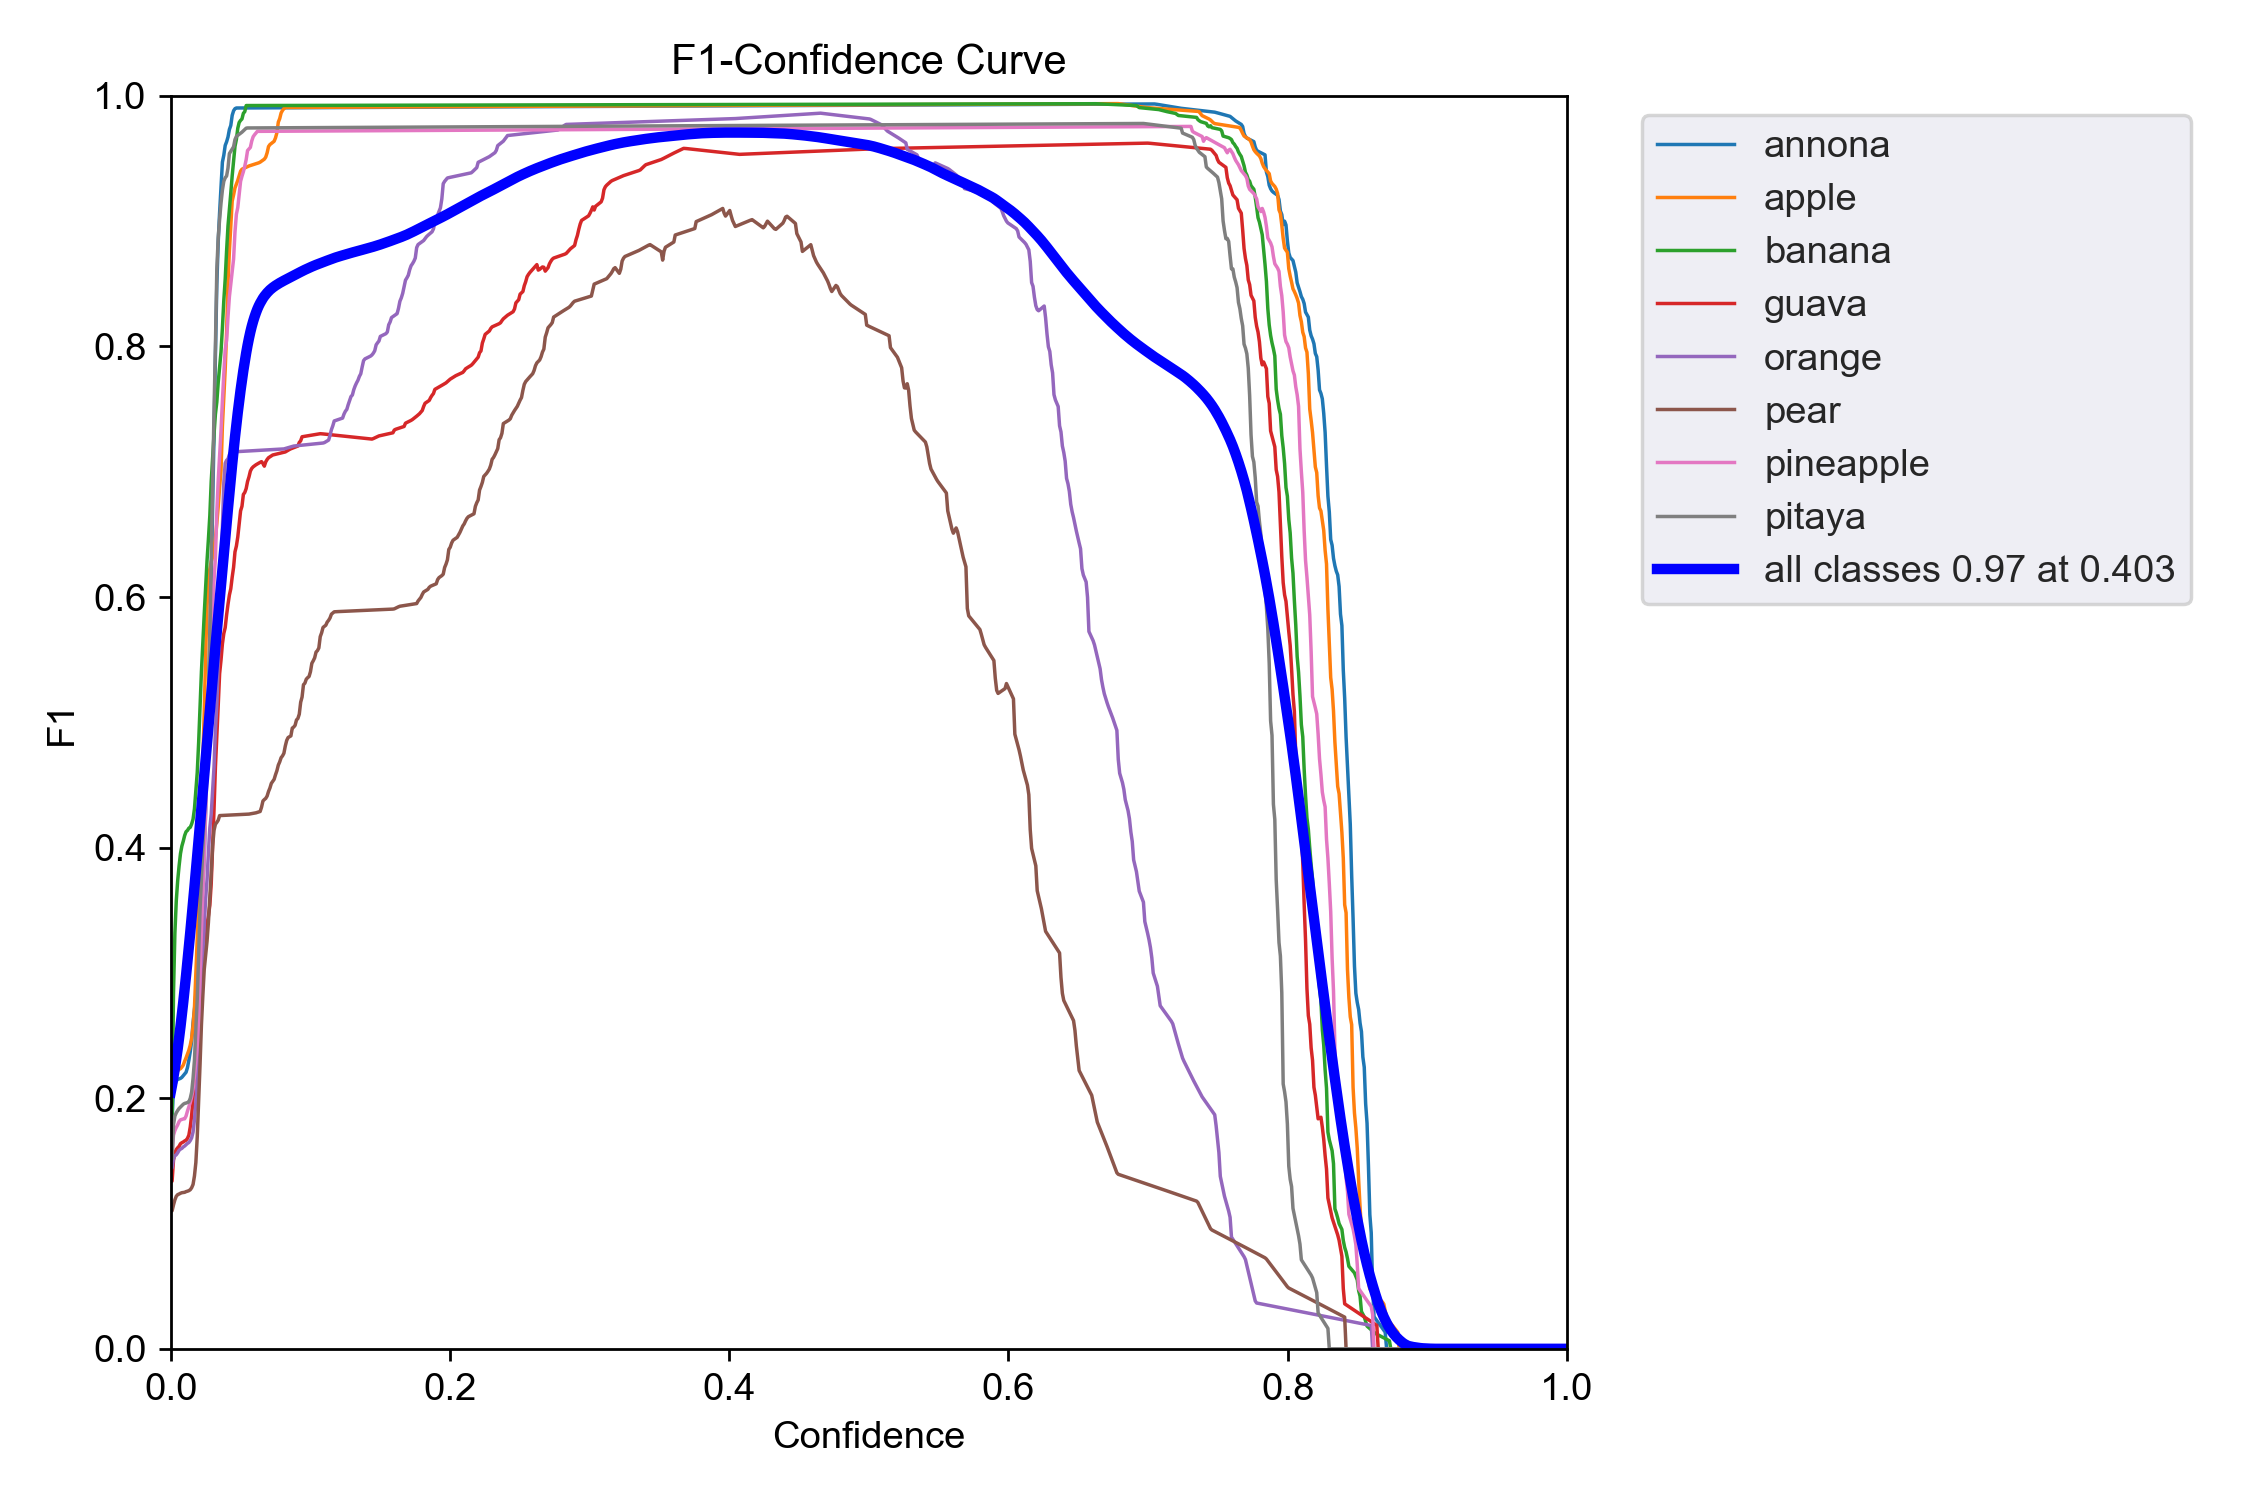 F1-Confidence Curve
1.0
0.8
0.6
0.4
0.2
0.0
F1
0.0 0.2 0.4 0.6 0.8 1.0
Confidence
annona
apple
banana
guava
orange
pear
pineapple
pitaya
all classes 0.97 at 0.403